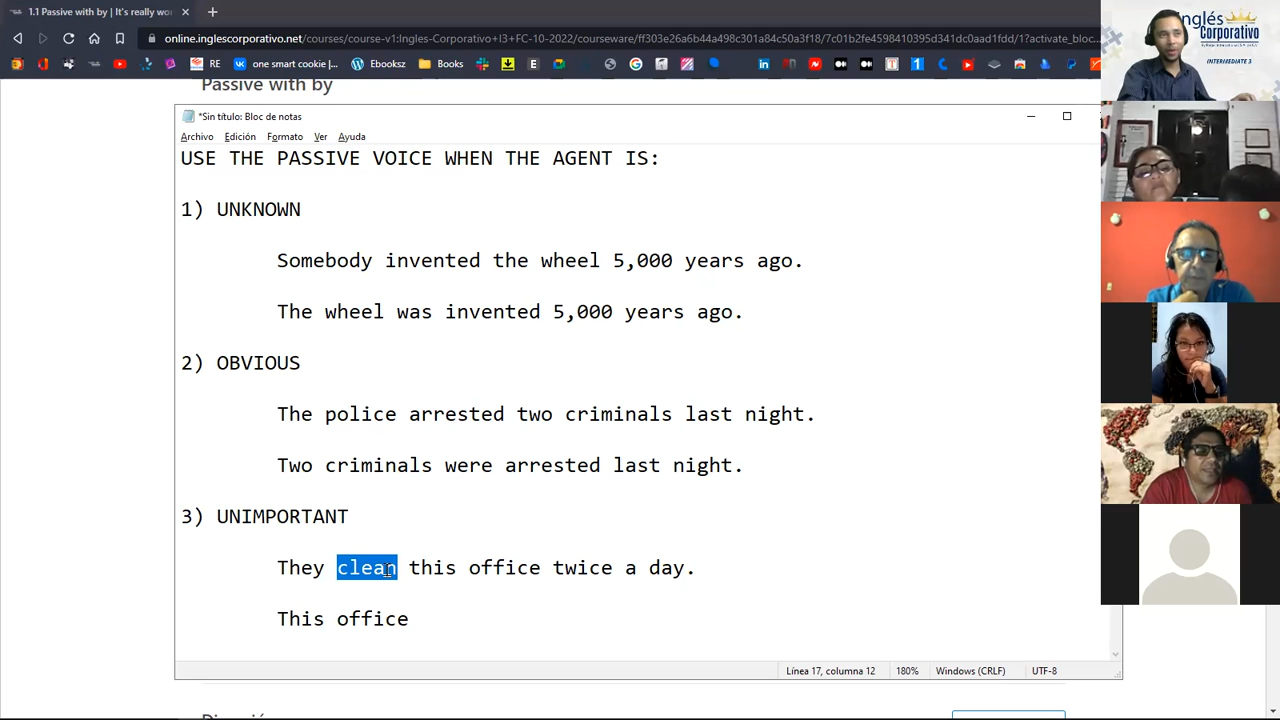 1.1 Passive with by | It's really wo
online.inglescorporativo.net/courses/course-v1:Ingles-Corporativo+I3+FC-I3+2022/courseware/ff303e26a6b44a498c301a84c50a3f18/7c01b2fe4598410395d341dc0aad1fdd/1?activate_bloc...
RE
one smart cookie |...
Ebooksz
Book
Inglés
Corporativo
INTERMEDIATE 3
Passive with by
*Sin título: Bloc de notas
Archivo Edición Formato Ver Ayuda
USE THE PASSIVE VOICE WHEN THE AGENT IS:
1) UNKNOWN
Somebody invented the wheel 5,000 years ago.
The wheel was invented 5,000 years ago.
2) OBVIOUS
The police arrested two criminals last night.
Two criminals were arrested last night.
3) UNIMPORTANT
They clean this office twice a day.
This office
Línea 17, columna 12 180% Windows (CRLF) UTF-8